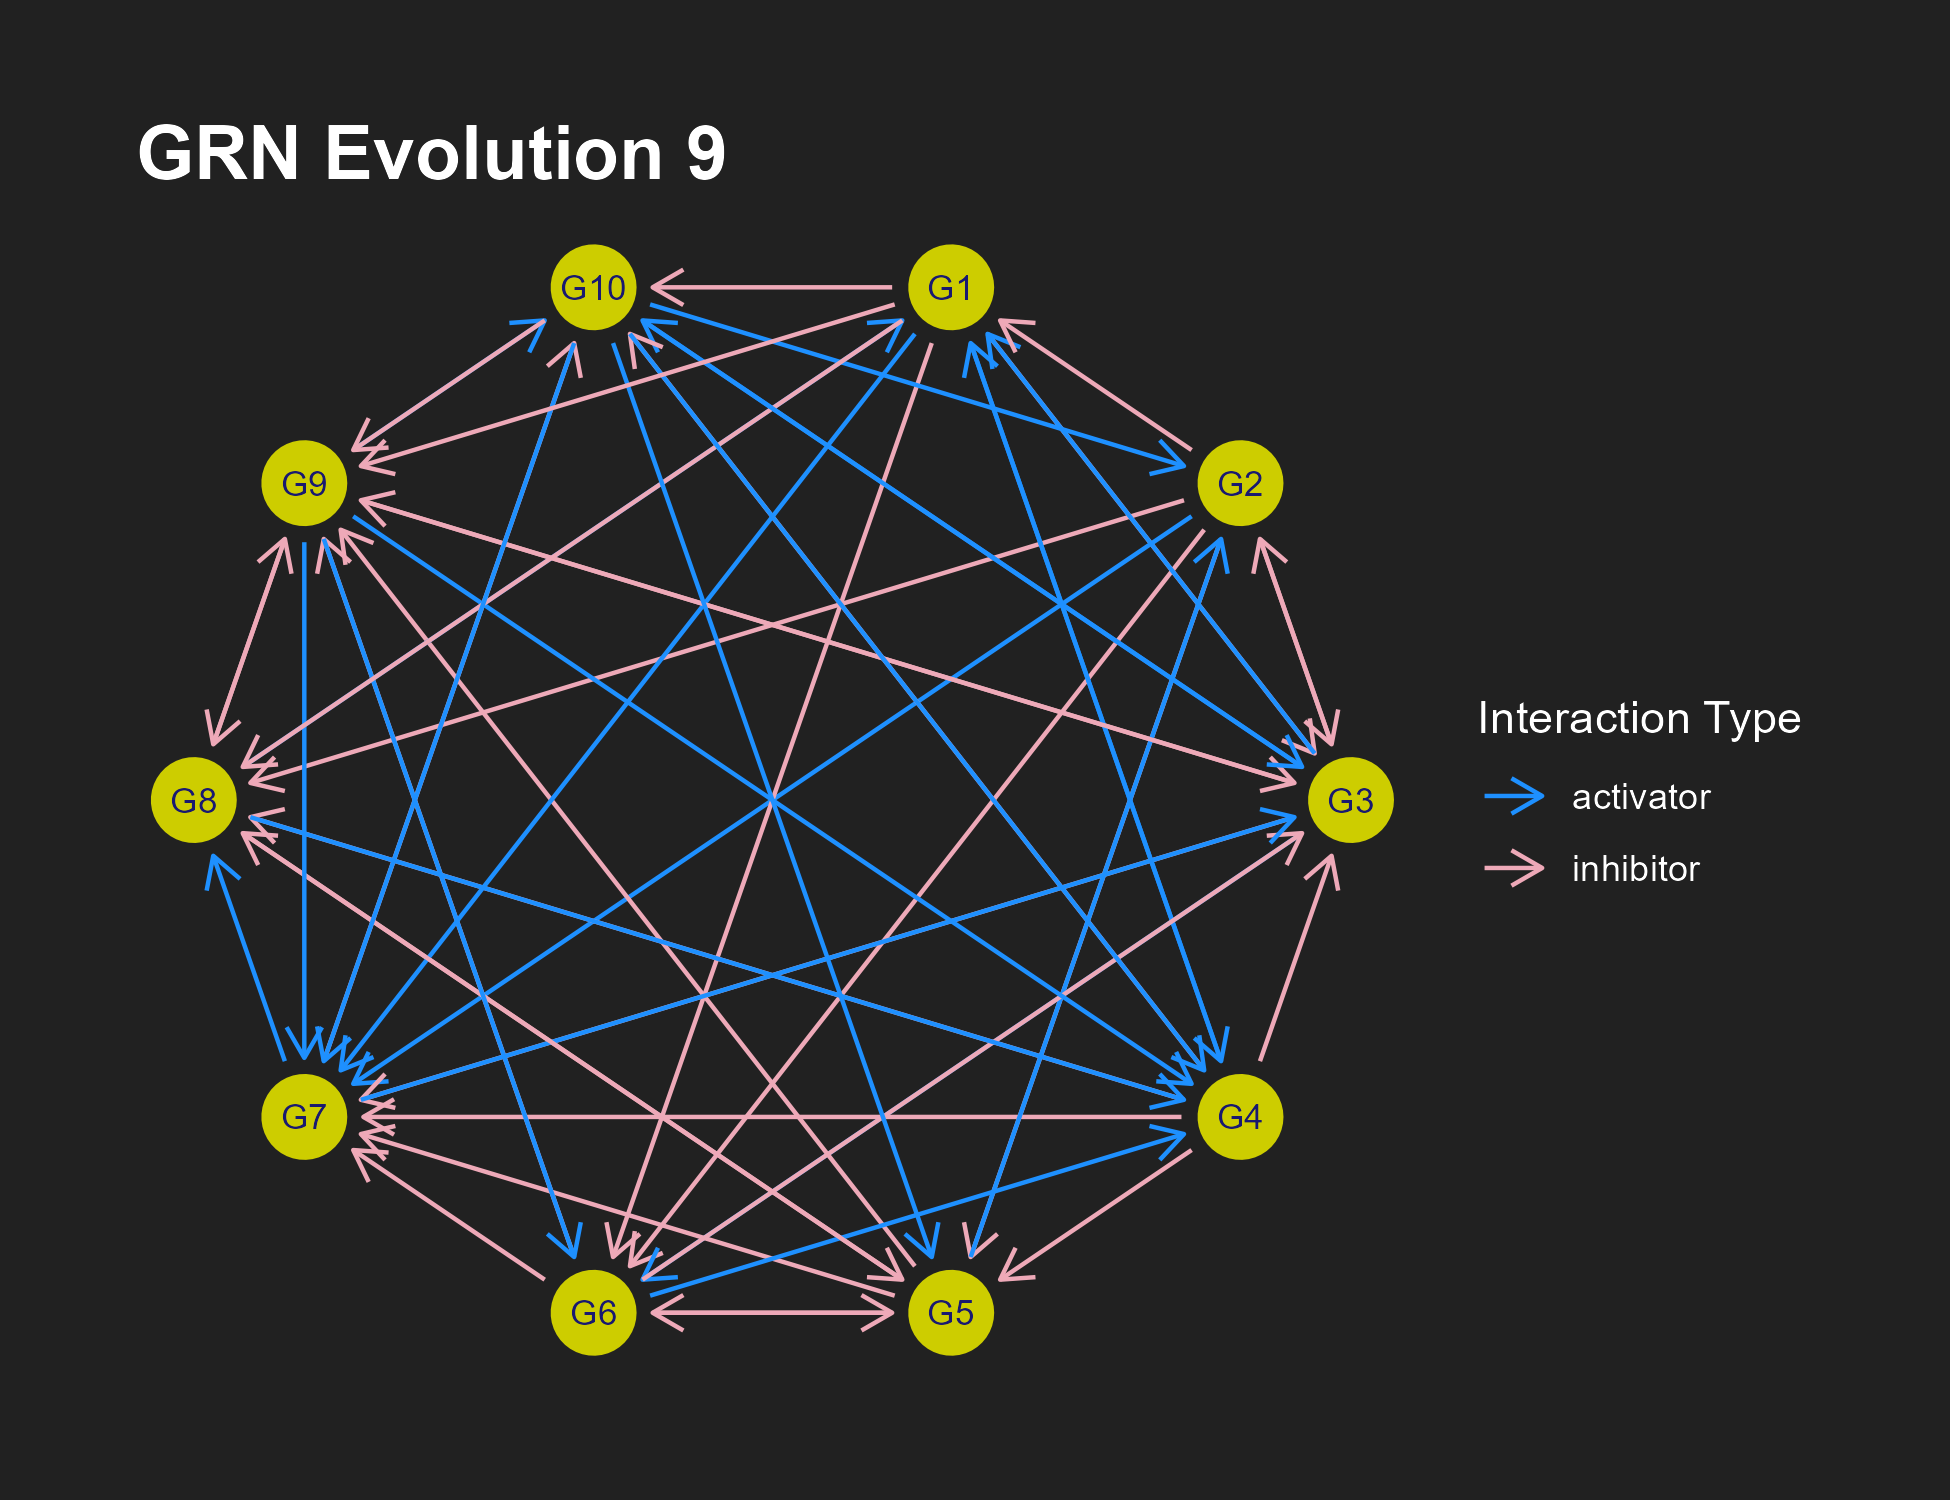 GRN Evolution 9
G10
G1
G9
G2
G8
G3
G7
G4
G6
G5
Interaction Type
activator
inhibitor